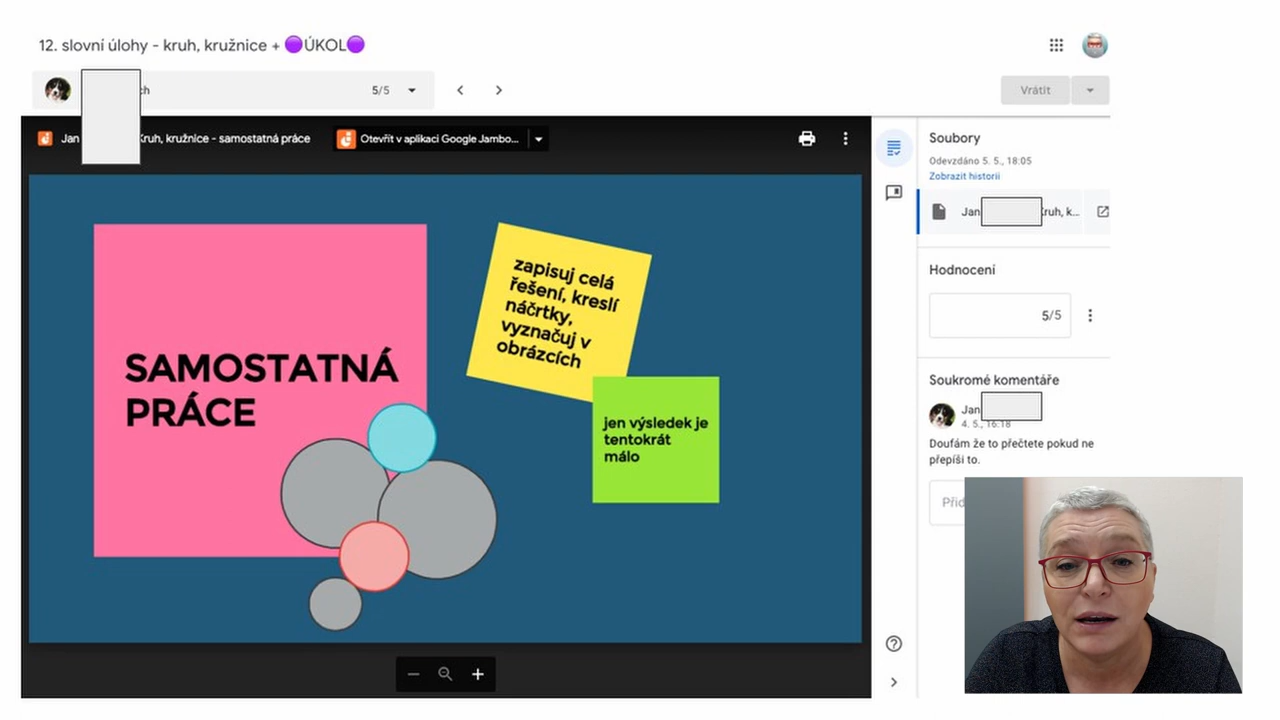 12. slovní úlohy - kruh, kružnice + 🟣ÚKOL🟣
ch
5/5
Vrátit
Jan
Kruh, kružnice - samostatná práce
Otevřít v aplikaci Google Jambo...
Soubory
Odevzdáno 5. 5., 18:05
Zobrazit historii
Jan
Kruh, k...
Hodnocení
5/5
Soukromé komentáře
Jan
4. 5., 16:18
Doufám že to přečtete pokud ne
přepíši to.
SAMOSTATNÁ
PRÁCE
zapisuj celá
řešení, kreslí
náčrtky,
vyznačuj v
obrázcích
jen výsledek je
tentokrát
málo